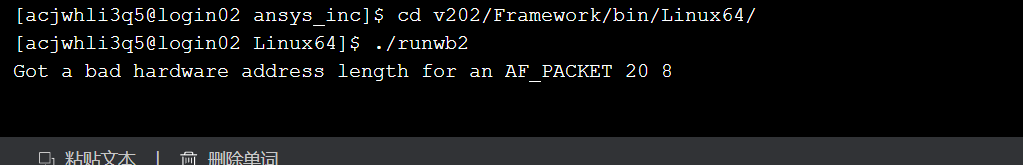 [acjwhli3q5@login02 ansys_inc]$ cd v202/Framework/bin/Linux64/
[acjwhli3q5@login02 Linux64]$ ./runwb2
Got a bad hardware address length for an AF_PACKET 20 8
粘贴文本 | 删除单词